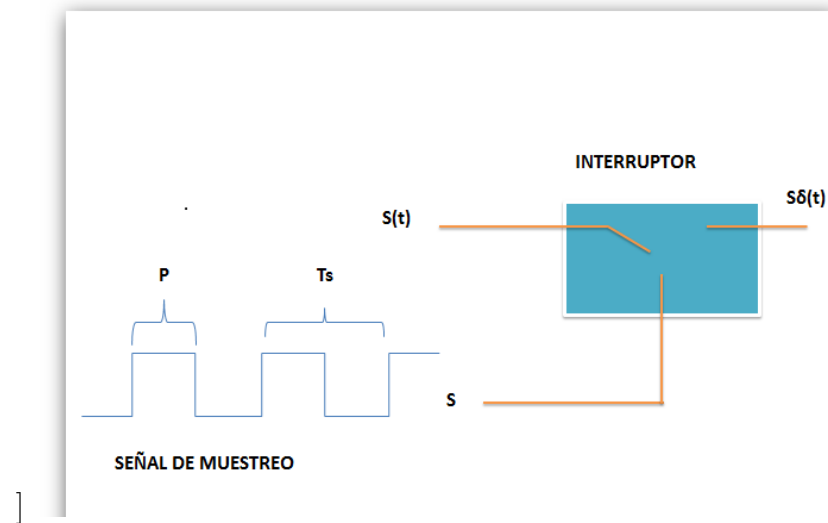 INTERRUPTOR
Sδ(t)
S(t)
P
Ts
S
SEÑAL DE MUESTREO
]